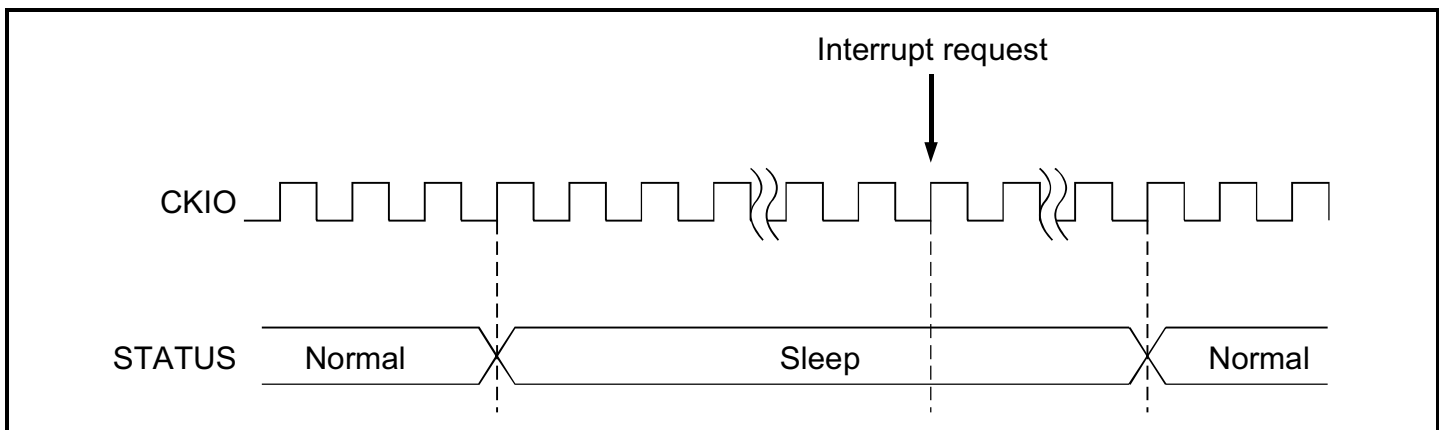 Interrupt request
CKIO
STATUS
Normal
Sleep
Normal